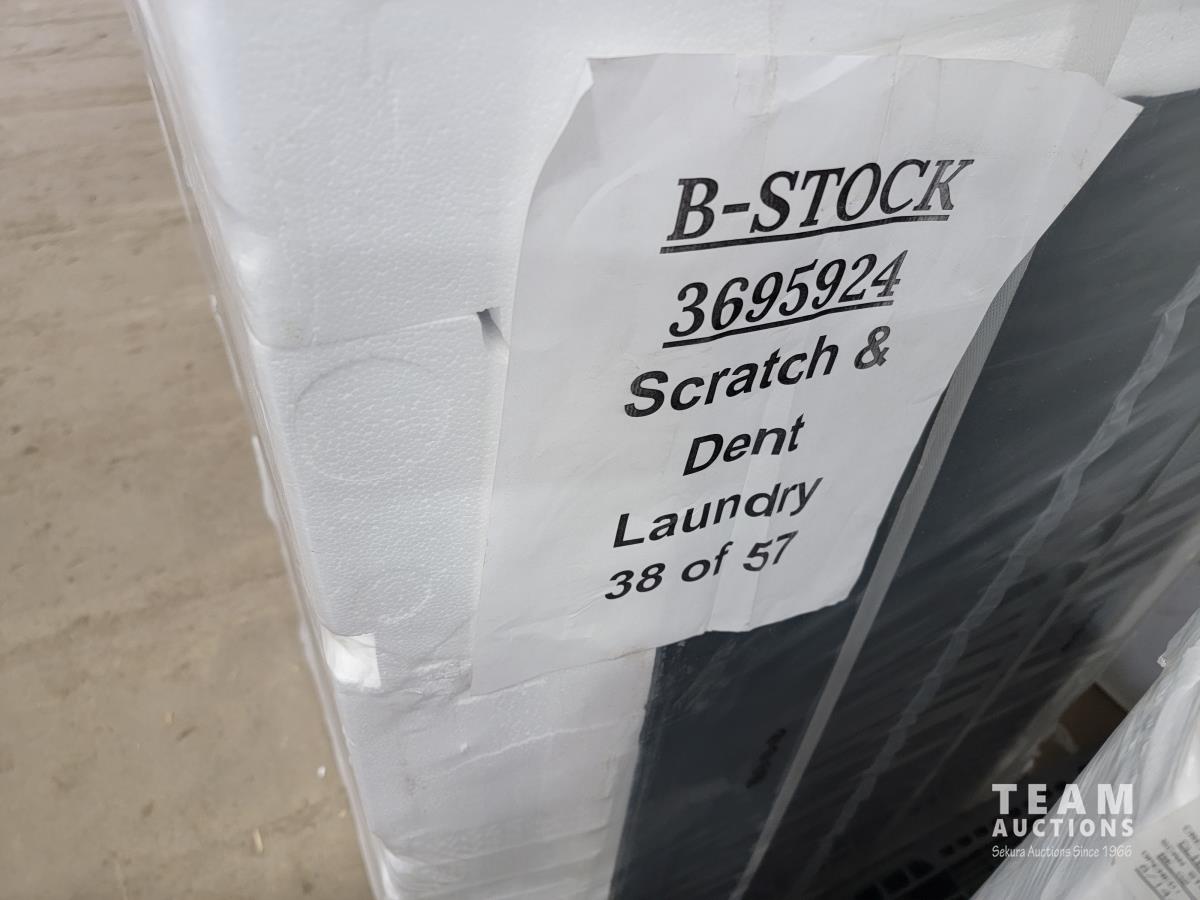 B-STOCK
3695924
Scratch &
Dent
Laundry
38 of 57
TEAM
AUCTIONS
Sekura Auctions Since 1966